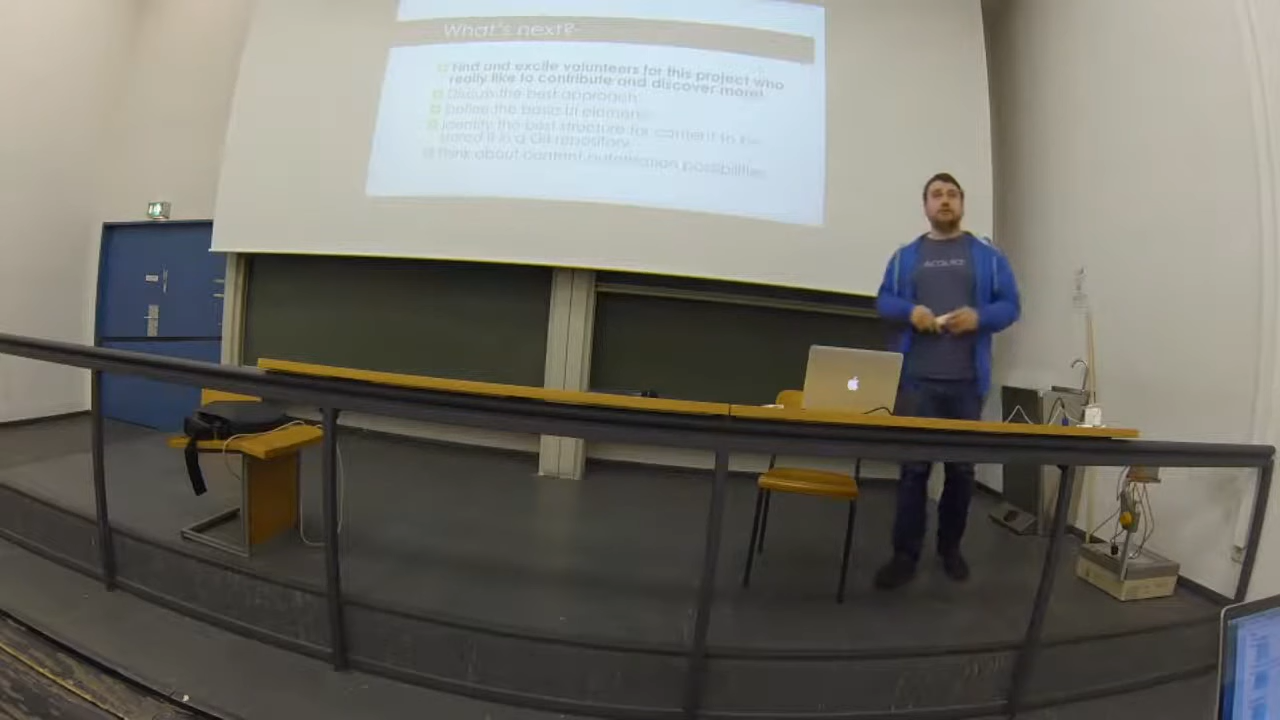 What's next?
Find and excite volunteers for this project who
really like to contribute and discover more!
Discuss the best approach
Define the basic UI elements
Identify the best structure for content to be
stored in a Git repository
Think about content automation possibilities